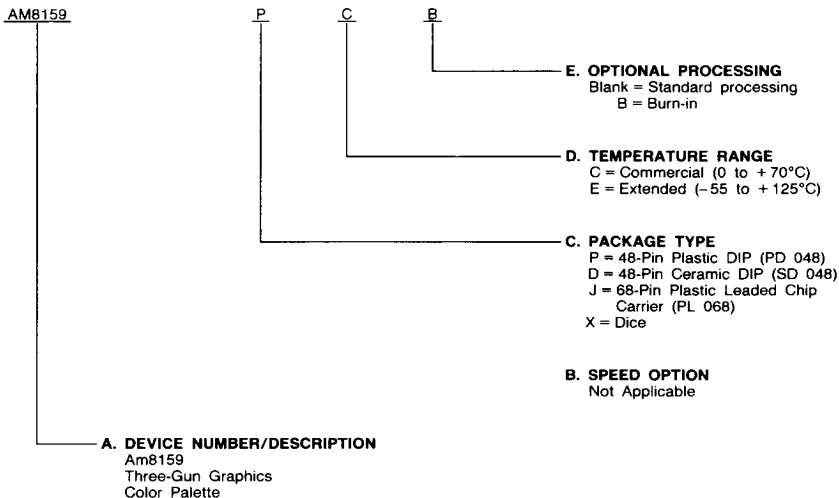 AM8159 P C B
E. OPTIONAL PROCESSING
Blank = Standard processing
B = Burn-in
D. TEMPERATURE RANGE
C = Commercial (0 to +70°C)
E = Extended (–55 to +125°C)
C. PACKAGE TYPE
P = 48-Pin Plastic DIP (PD 048)
D = 48-Pin Ceramic DIP (SD 048)
J = 68-Pin Plastic Leaded Chip
Carrier (PL 068)
X = Dice
B. SPEED OPTION
Not Applicable
A. DEVICE NUMBER/DESCRIPTION
Am8159
Three-Gun Graphics
Color Palette